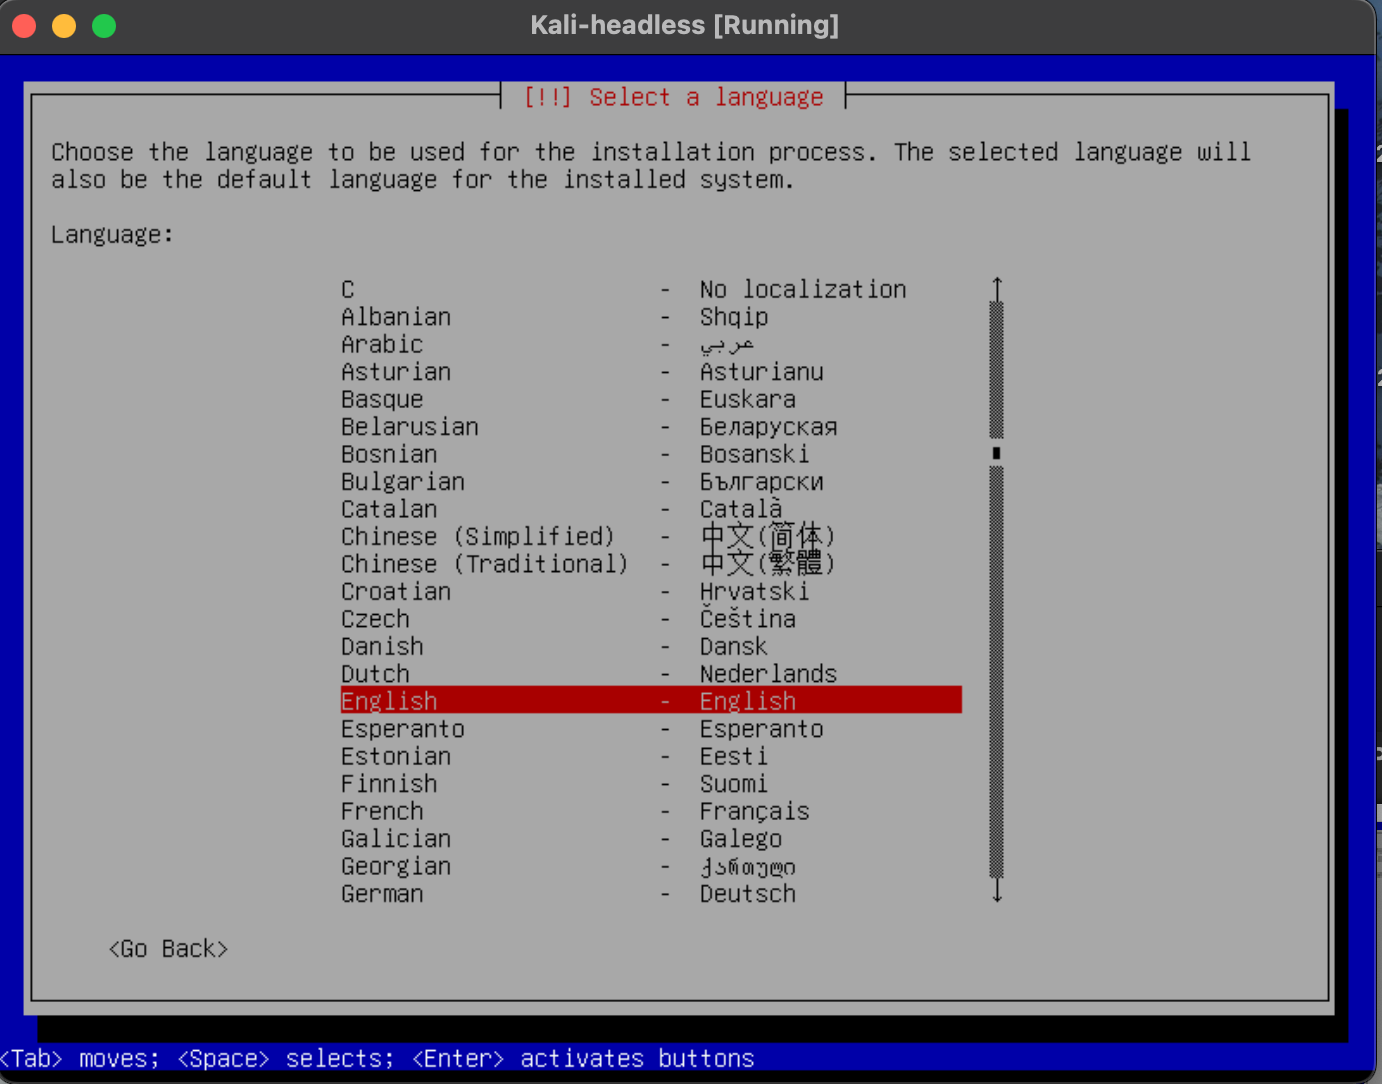 Kali-headless [Running]
[!!] Select a language
Choose the language to be used for the installation process. The selected language will
also be the default language for the installed system.
Language:
C - No localization
Albanian - Shqip
Arabic - عربي
Asturian - Asturianu
Basque - Euskara
Belarusian - Беларуская
Bosnian - Bosanski
Bulgarian - Български
Catalan - Català
Chinese (Simplified) - 中文(简体)
Chinese (Traditional) - 中文(繁體)
Croatian - Hrvatski
Czech - Čeština
Danish - Dansk
Dutch - Nederlands
English - English
Esperanto - Esperanto
Estonian - Eesti
Finnish - Suomi
French - Français
Galician - Galego
Georgian - ქართული
German - Deutsch
<Go Back>
<Tab> moves; <Space> selects; <Enter> activates buttons